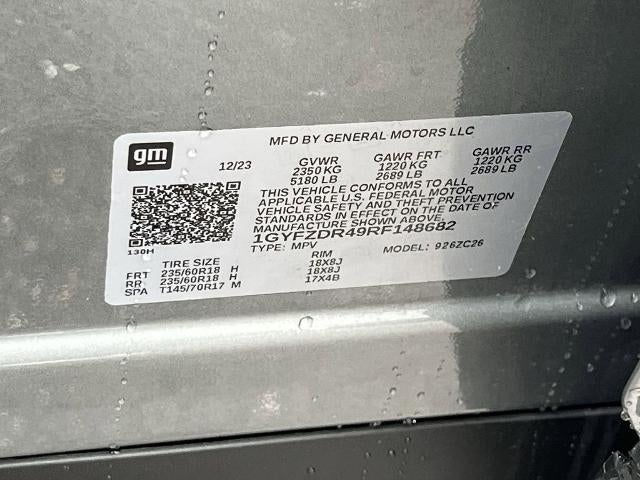 gm
MFD BY GENERAL MOTORS LLC
12/23 GVWR GAWR FRT GAWR RR
2350 KG 1220 KG 1220 KG
5180 LB 2689 LB 2689 LB
THIS VEHICLE CONFORMS TO ALL
APPLICABLE U.S. FEDERAL MOTOR
VEHICLE SAFETY AND THEFT PREVENTION
STANDARDS IN EFFECT ON THE DATE OF
MANUFACTURE SHOWN ABOVE.
1GYFZDR49RF148682
130H
TYPE: MPV MODEL: 926ZC26
TIRE SIZE RIM
FRT 235/60R18 H 18X8J
RR 235/60R18 H 18X8J
SPA T145/70R17 M 17X4B